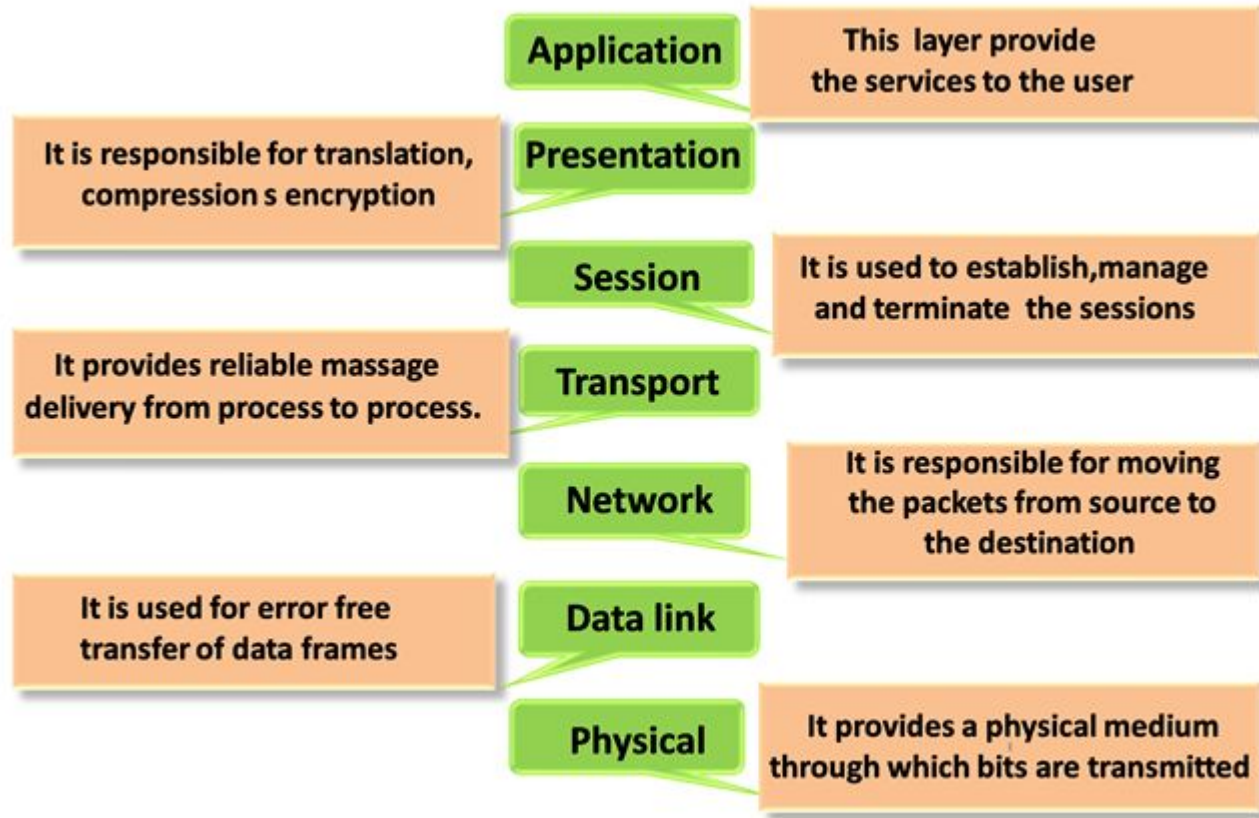 Application
This layer provide
the services to the user
Presentation
It is responsible for translation,
compression s encryption
Session
It is used to establish,manage
and terminate the sessions
Transport
It provides reliable massage
delivery from process to process.
Network
It is responsible for moving
the packets from source to
the destination
Data link
It is used for error free
transfer of data frames
Physical
It provides a physical medium
through which bits are transmitted